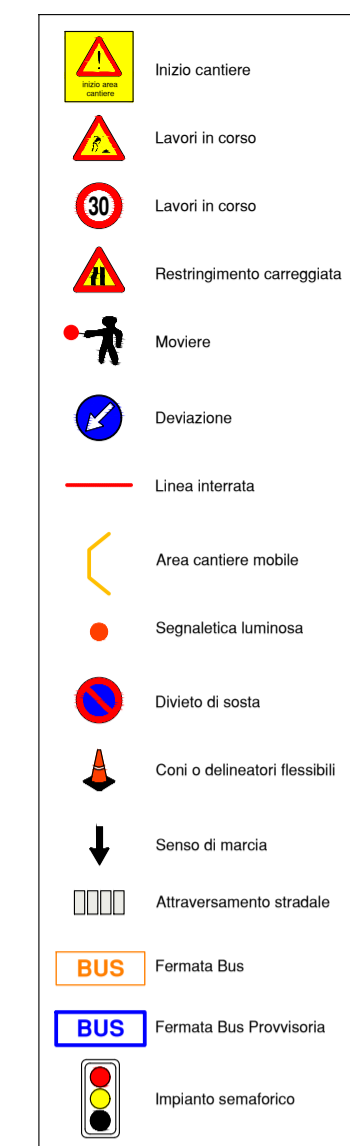 inizio area
cantiere
Inizio cantiere
Lavori in corso
30
Lavori in corso
Restringimento carreggiata
Moviere
Deviazione
Linea interrata
Area cantiere mobile
Segnaletica luminosa
Divieto di sosta
Coni o delineatori flessibili
Senso di marcia
Attraversamento stradale
BUS Fermata Bus
BUS Fermata Bus Provvisoria
Impianto semaforico